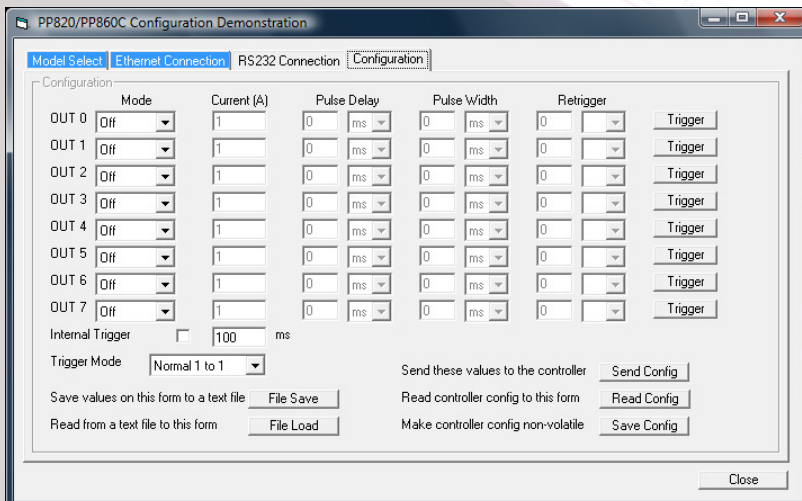 PP820/PP860C Configuration Demonstration
Model Select Ethernet Connection RS232 Connection Configuration
Configuration
Mode Current (A) Pulse Delay Pulse Width Retrigger
OUT 0 Off 1 0 ms 0 ms 0 Trigger
OUT 1 Off 1 0 ms 0 ms 0 Trigger
OUT 2 Off 1 0 ms 0 ms 0 Trigger
OUT 3 Off 1 0 ms 0 ms 0 Trigger
OUT 4 Off 1 0 ms 0 ms 0 Trigger
OUT 5 Off 1 0 ms 0 ms 0 Trigger
OUT 6 Off 1 0 ms 0 ms 0 Trigger
OUT 7 Off 1 0 ms 0 ms 0 Trigger
Internal Trigger 100 ms
Trigger Mode Normal 1 to 1
Send these values to the controller Send Config
Save values on this form to a text file File Save Read controller config to this form Read Config
Read from a text file to this form File Load Make controller config non-volatile Save Config
Close